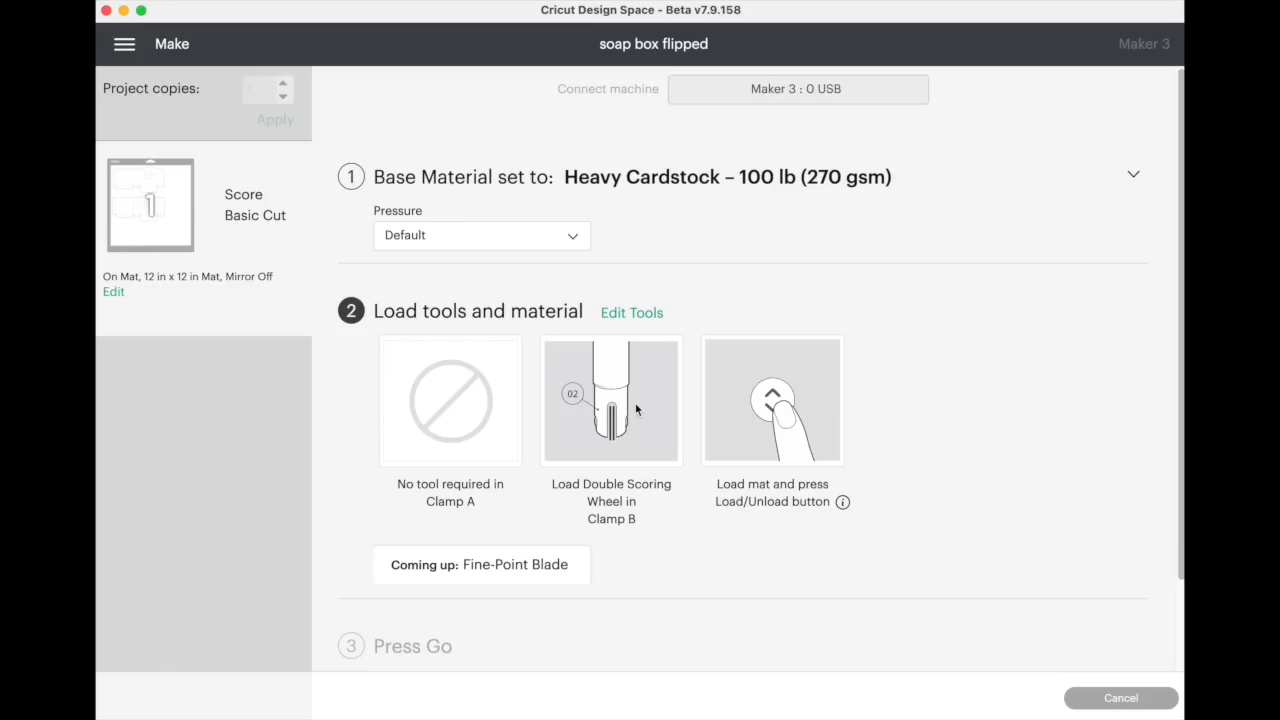 Cricut Design Space - Beta v7.9.158
Make
soap box flipped
Maker 3
Project copies:
Apply
Connect machine
Maker 3 : 0 USB
1
Score
Basic Cut
On Mat, 12 in x 12 in Mat, Mirror Off
Edit
1 Base Material set to: Heavy Cardstock – 100 lb (270 gsm)
Pressure
Default
2 Load tools and material Edit Tools
02
No tool required in
Clamp A
Load Double Scoring
Wheel in
Clamp B
Load mat and press
Load/Unload button i
Coming up: Fine-Point Blade
3 Press Go
Cancel